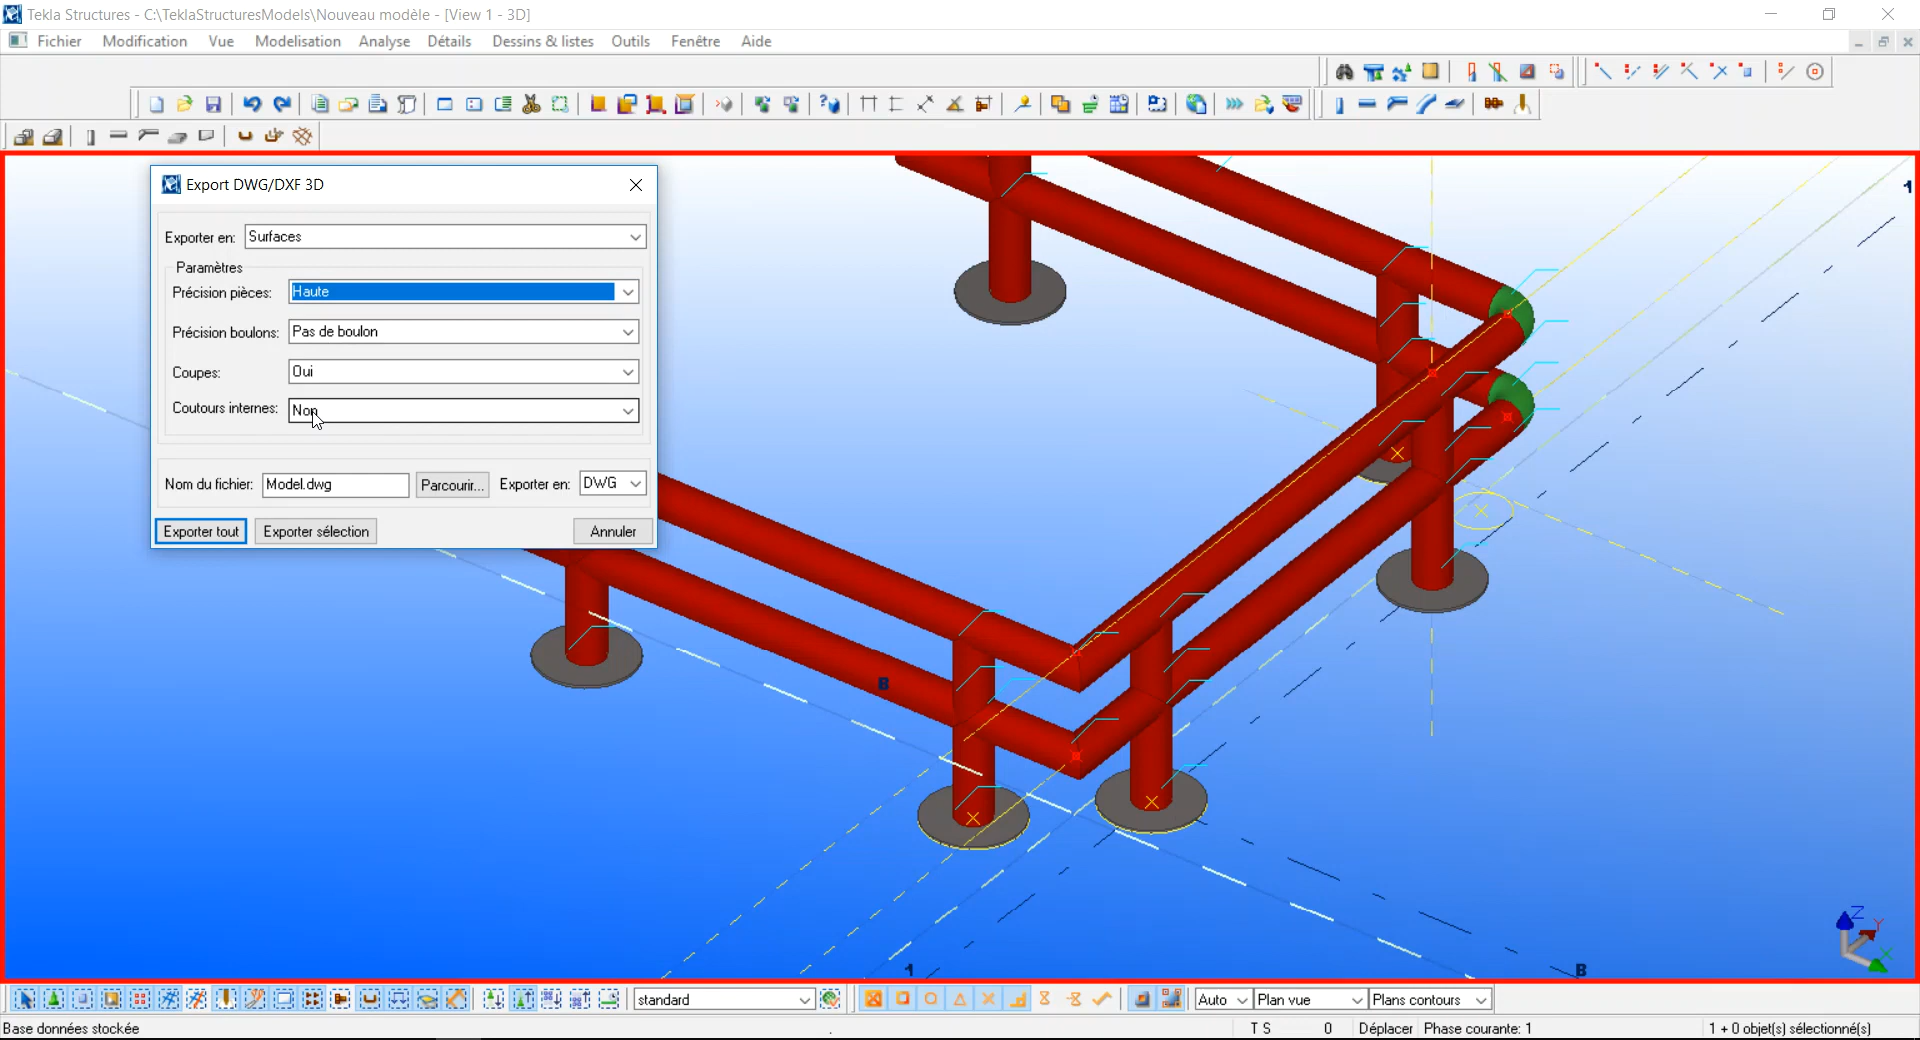 Tekla Structures - C:\TeklaStructuresModels\Nouveau modèle - [View 1 - 3D]
Fichier Modification Vue Modelisation Analyse Détails Dessins & listes Outils Fenêtre Aide
Export DWG/DXF 3D
Exporter en: Surfaces
Paramètres
Précision pièces: Haute
Précision boulons: Pas de boulon
Coupes: Oui
Coutours internes: Non
Nom du fichier: Model.dwg Parcourir... Exporter en: DWG
Exporter tout Exporter sélection Annuler
1
B
1
B
Z
Y
X
standard Auto Plan vue Plans contours
Base données stockée . T S 0 Déplacer Phase courante: 1 1 + 0 objet(s) sélectionné(s)